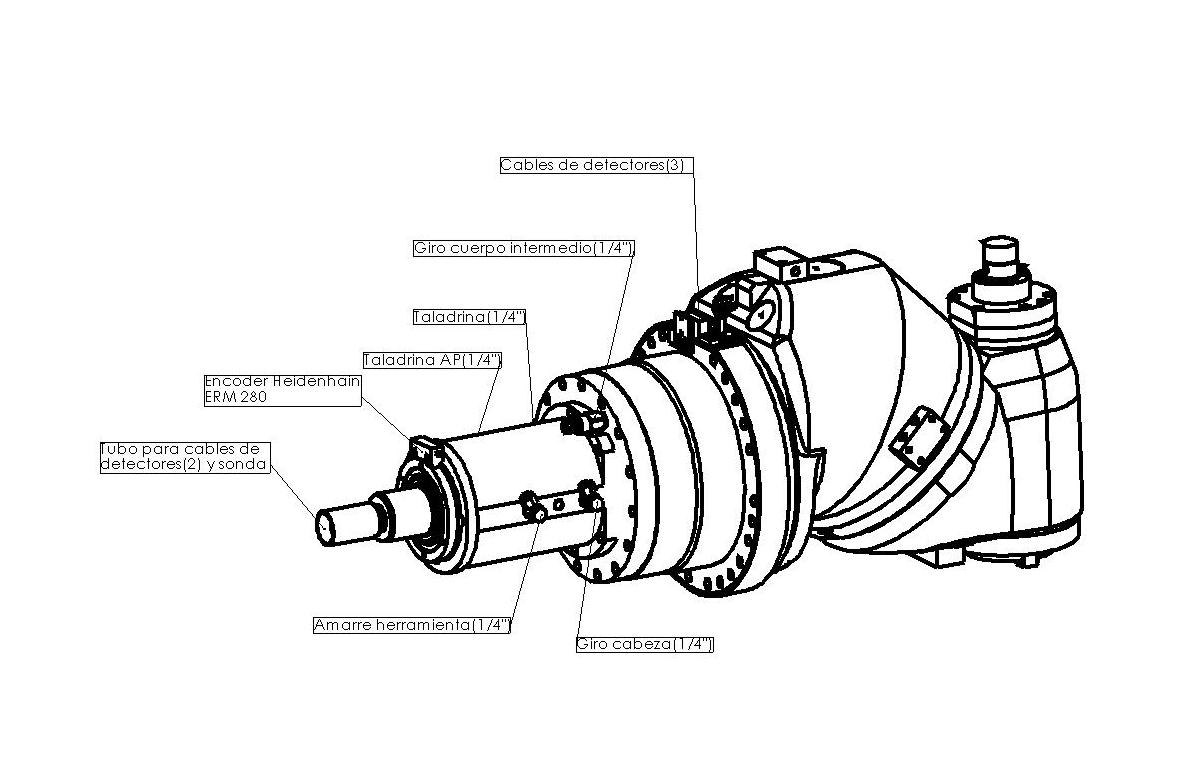 Cables de detectores(3)
Giro cuerpo intermedio(1/4")
Taladrina(1/4")
Taladrina AP(1/4")
Encoder Heidenhain
ERM 280
Tubo para cables de
detectores(2) y sonda
Amarre herramienta(1/4")
Giro cabeza(1/4")